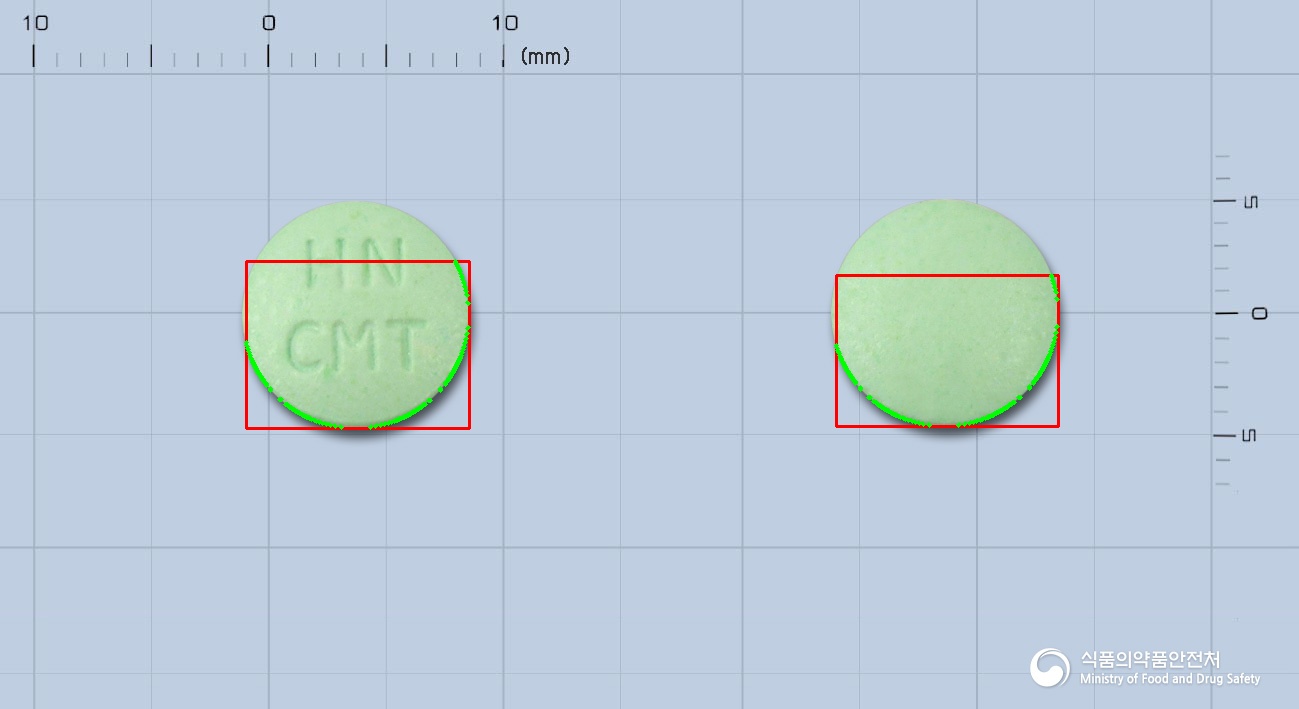 10 0 10
(mm)
HN
CMT
5
0
5
식품의약품안전처
Ministry of Food and Drug Safety